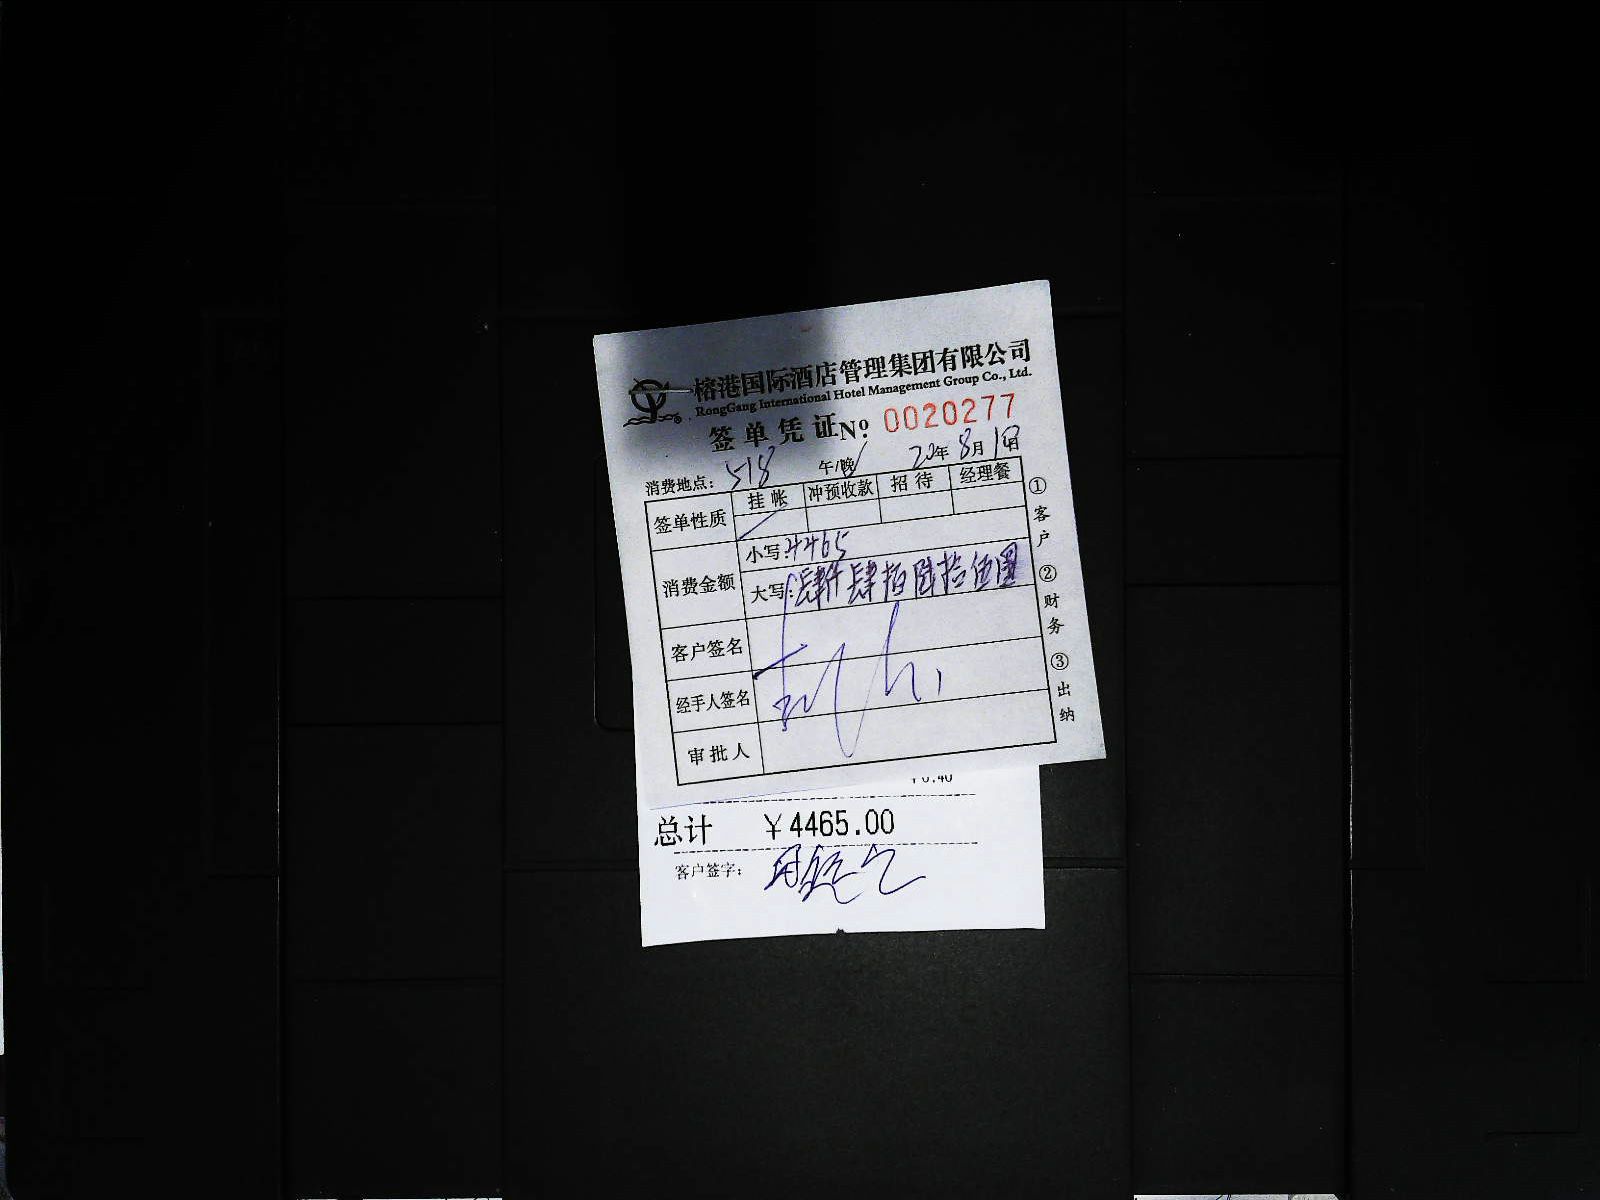 榕港国际酒店管理集团有限公司
RongGang International Hotel Management Group Co., Ltd.
签单凭证 № 0020277
消费地点: 518 午/晚 20年8月1日
签单性质 挂帐 冲预收款 招待 经理餐
消费金额 小写: 4465
大写: 肆仟肆佰陆拾伍圆
客户签名
经手人签名
审批人
①客户 ②财务 ③出纳
总计 ￥4465.00
客户签字: